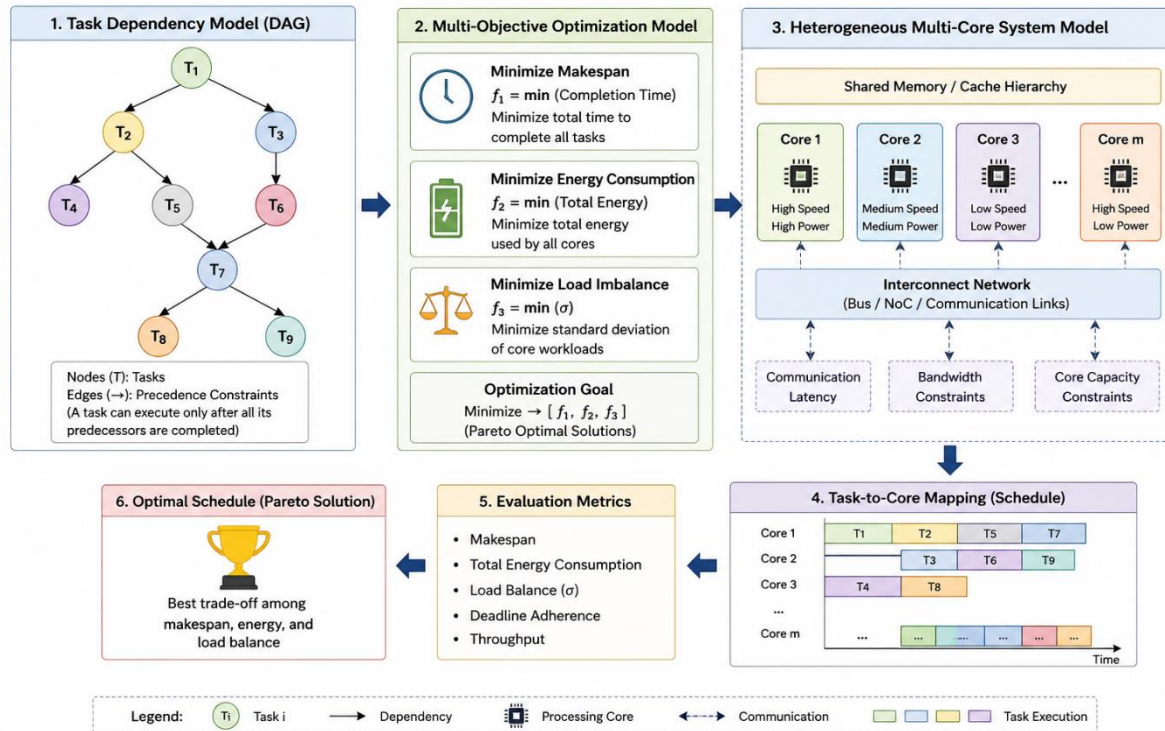 1. Task Dependency Model (DAG)
T₁
T₂
T₃
T₄
T₅
T₆
T₇
T₈
T₉
Nodes (T): Tasks
Edges (→): Precedence Constraints
(A task can execute only after all its
predecessors are completed)
2. Multi-Objective Optimization Model
Minimize Makespan
f₁ = min (Completion Time)
Minimize total time to
complete all tasks
Minimize Energy Consumption
f₂ = min (Total Energy)
Minimize total energy
used by all cores
Minimize Load Imbalance
f₃ = min (σ)
Minimize standard deviation
of core workloads
Optimization Goal
Minimize → [ f₁, f₂, f₃ ]
(Pareto Optimal Solutions)
3. Heterogeneous Multi-Core System Model
Shared Memory / Cache Hierarchy
Core 1
High Speed
High Power
Core 2
Medium Speed
Medium Power
Core 3
Low Speed
Low Power
...
Core m
High Speed
Low Power
Interconnect Network
(Bus / NoC / Communication Links)
Communication
Latency
Bandwidth
Constraints
Core Capacity
Constraints
4. Task-to-Core Mapping (Schedule)
Core 1 T1 T2 T5 T7
Core 2 T3 T6 T9
Core 3 T4 T8
...
Core m ... ... .... ... ... ...
Time
5. Evaluation Metrics
• Makespan
• Total Energy Consumption
• Load Balance (σ)
• Deadline Adherence
• Throughput
6. Optimal Schedule (Pareto Solution)
Best trade-off among
makespan, energy, and
load balance
Legend: Tᵢ Task i Dependency Processing Core Communication Task Execution